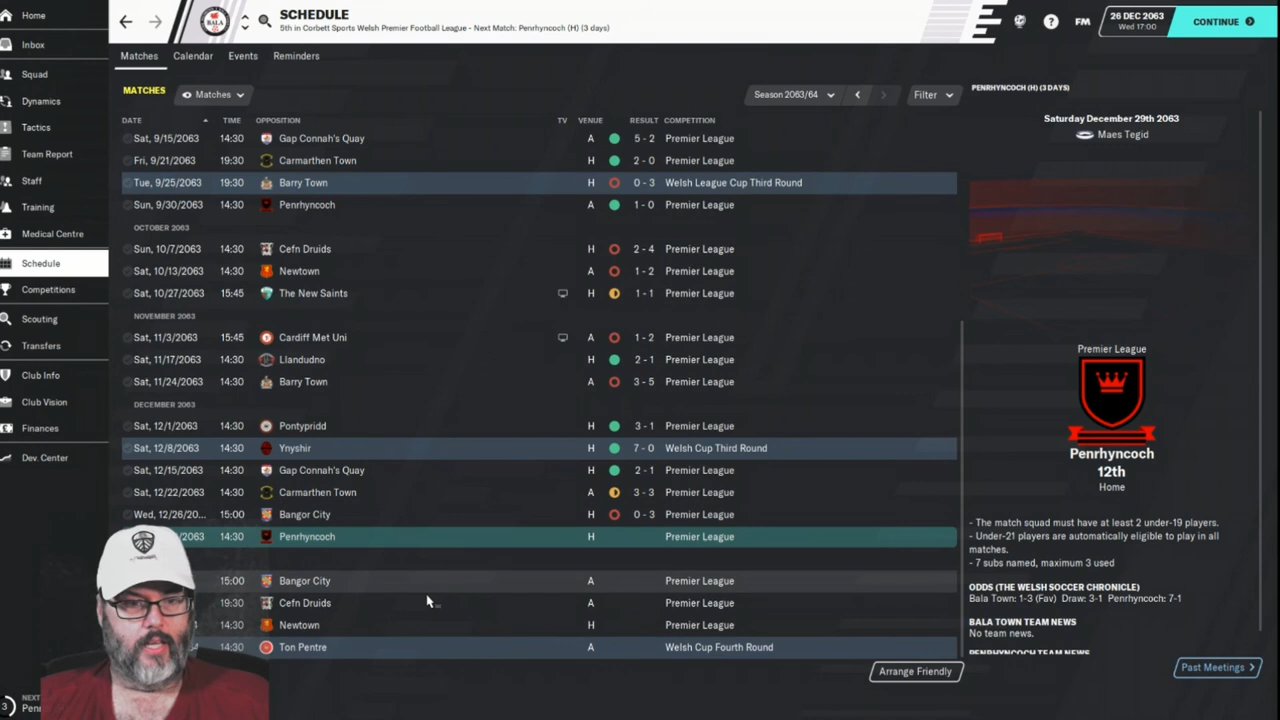 Home
Inbox
Squad
Dynamics
Tactics
Team Report
Staff
Training
Medical Centre
Schedule
Competitions
Scouting
Transfers
Club Info
Club Vision
Finances
Dev. Center
3 NEXT
Pen
BALA
SCHEDULE
5th in Corbett Sports Welsh Premier Football League - Next Match: Penrhyncoch (H) (3 days)
? FM
26 DEC 2063
Wed 17:00
CONTINUE
Matches Calendar Events Reminders
MATCHES Matches Season 2063/64 Filter
DATE TIME OPPOSITION TV VENUE RESULT COMPETITION
Sat, 9/15/2063 14:30 Gap Connah's Quay A 5 - 2 Premier League
Fri, 9/21/2063 19:30 Carmarthen Town H 2 - 0 Premier League
Tue, 9/25/2063 19:30 Barry Town H 0 - 3 Welsh League Cup Third Round
Sun, 9/30/2063 14:30 Penrhyncoch A 1 - 0 Premier League
OCTOBER 2063
Sun, 10/7/2063 14:30 Cefn Druids H 2 - 4 Premier League
Sat, 10/13/2063 14:30 Newtown A 1 - 2 Premier League
Sat, 10/27/2063 15:45 The New Saints H 1 - 1 Premier League
NOVEMBER 2063
Sat, 11/3/2063 15:45 Cardiff Met Uni A 1 - 2 Premier League
Sat, 11/17/2063 14:30 Llandudno H 2 - 1 Premier League
Sat, 11/24/2063 14:30 Barry Town A 3 - 5 Premier League
DECEMBER 2063
Sat, 12/1/2063 14:30 Pontypridd H 3 - 1 Premier League
Sat, 12/8/2063 14:30 Ynyshir H 7 - 0 Welsh Cup Third Round
Sat, 12/15/2063 14:30 Gap Connah's Quay H 2 - 1 Premier League
Sat, 12/22/2063 14:30 Carmarthen Town A 3 - 3 Premier League
Wed, 12/26/20... 15:00 Bangor City H 0 - 3 Premier League
/2063 14:30 Penrhyncoch H Premier League
15:00 Bangor City A Premier League
19:30 Cefn Druids A Premier League
14:30 Newtown H Premier League
14:30 Ton Pentre A Welsh Cup Fourth Round
Arrange Friendly
PENRHYNCOCH (H) (3 DAYS)
Saturday December 29th 2063
Maes Tegid
Premier League
Penrhyncoch
12th
Home
- The match squad must have at least 2 under-19 players.
- Under-21 players are automatically eligible to play in all
matches.
- 7 subs named, maximum 3 used
ODDS (THE WELSH SOCCER CHRONICLE)
Bala Town: 1-3 (Fav) Draw: 3-1 Penrhyncoch: 7-1
BALA TOWN TEAM NEWS
No team news.
PENRHYNCOCH TEAM NEWS
Past Meetings